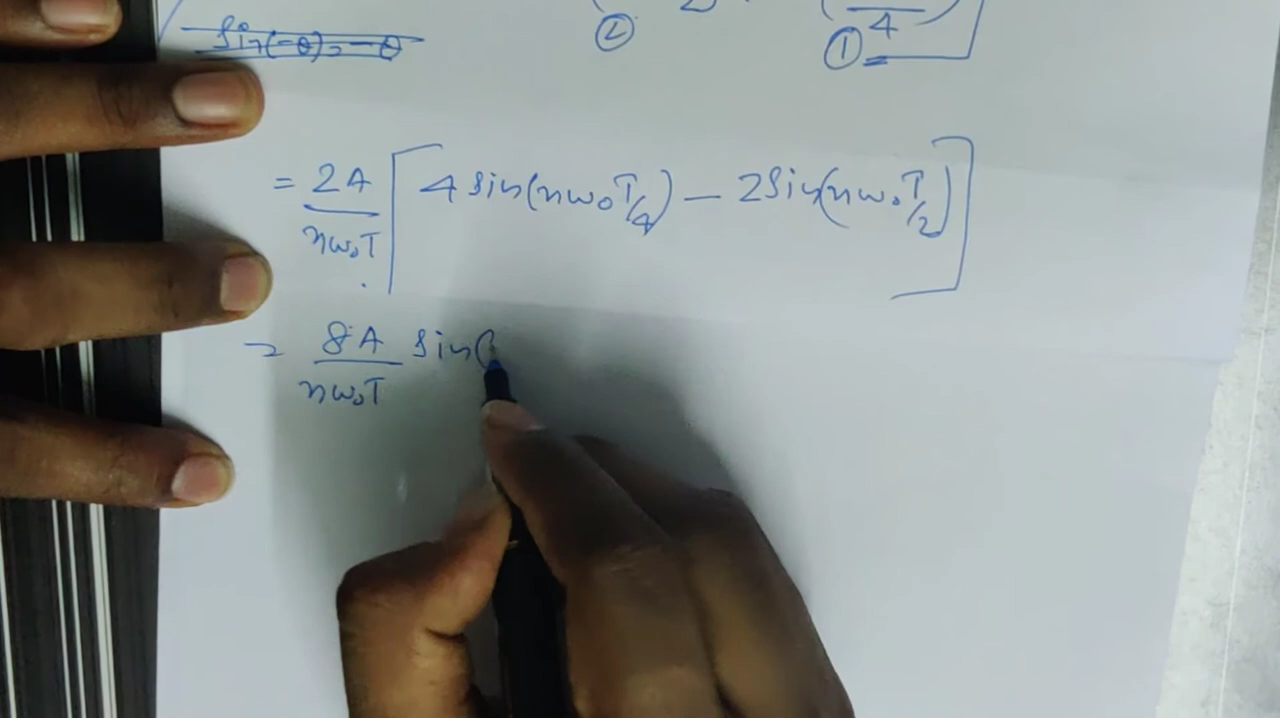 ② ① 4
sin(-θ) = -θ
= 2A/nω₀T [ 4 sin(nω₀T/4) - 2 sin(nω₀T/2) ]
= 8A/nω₀T sin(